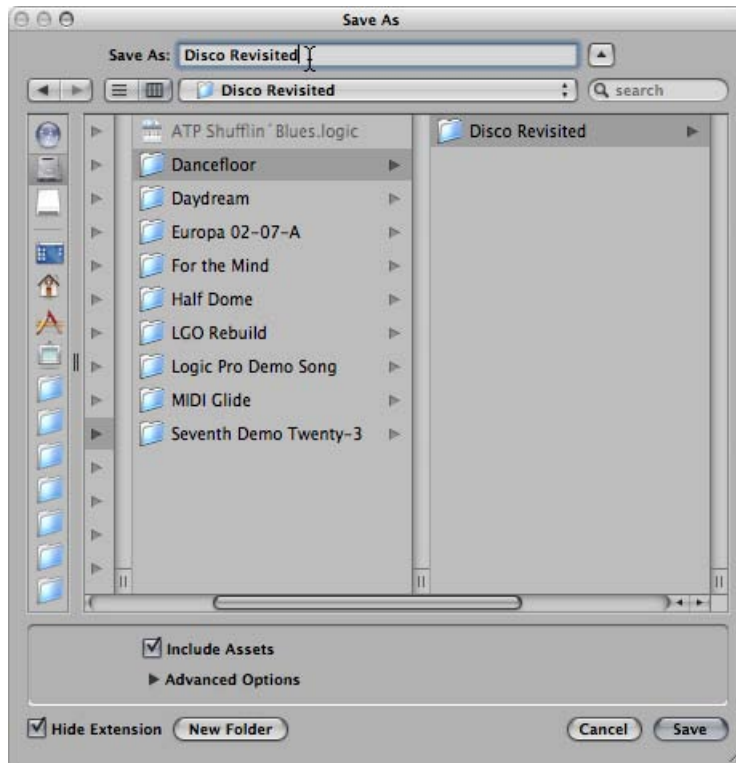 Save As
Save As: Disco Revisited
Disco Revisited
search
ATP Shufflin´Blues.logic
Dancefloor
Daydream
Europa 02-07-A
For the Mind
Half Dome
LGO Rebuild
Logic Pro Demo Song
MIDI Glide
Seventh Demo Twenty-3
Disco Revisited
Include Assets
Advanced Options
Hide Extension
New Folder
Cancel
Save